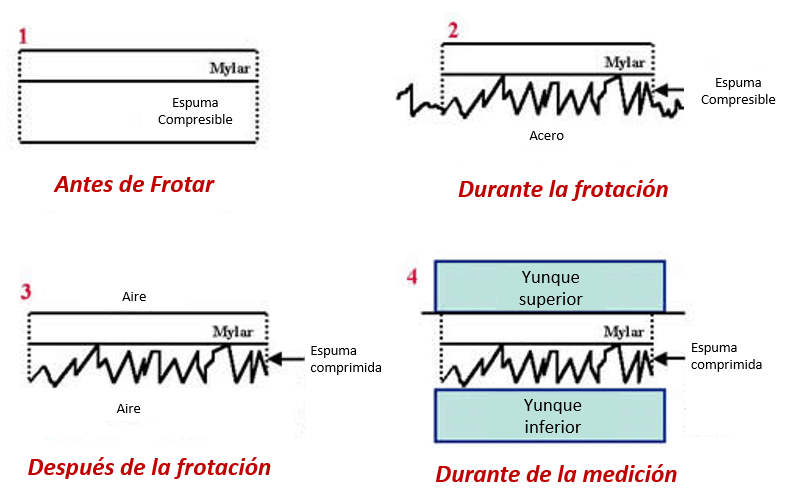 1
Mylar
Espuma
Compresible
Antes de Frotar
2
Mylar
Espuma
Compresible
Acero
Durante la frotación
3
Aire
Mylar
Espuma
comprimida
Aire
Después de la frotación
4
Yunque
superior
Mylar
Espuma
comprimida
Yunque
inferior
Durante de la medición